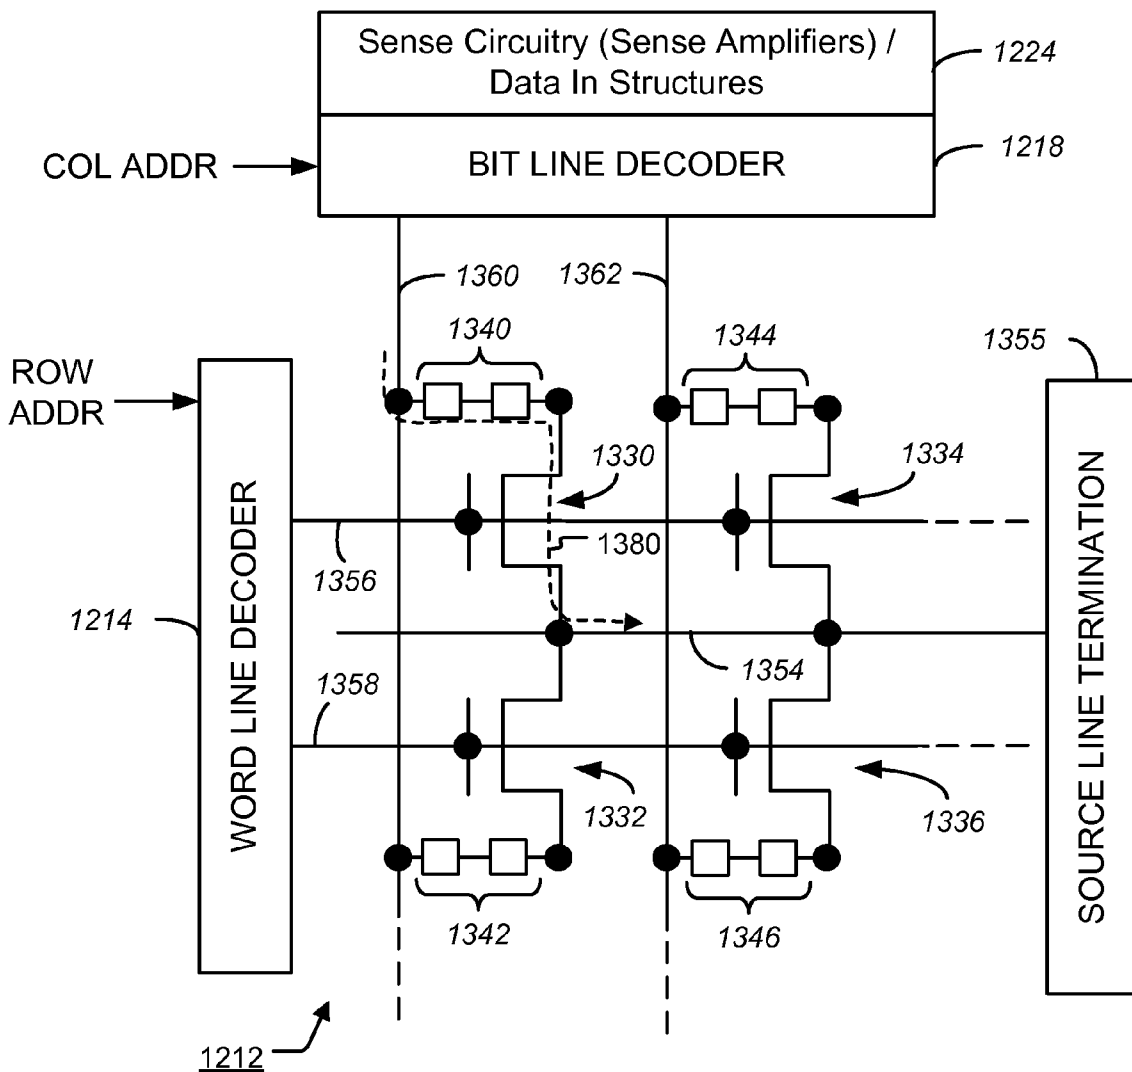 Sense Circuitry (Sense Amplifiers) /
Data In Structures
1224
COL ADDR
BIT LINE DECODER
1218
1360
1362
1340
1344
1355
ROW
ADDR
1330
1334
1380
1356
1214
WORD LINE DECODER
1354
1358
SOURCE LINE TERMINATION
1332
1336
1342
1346
1212